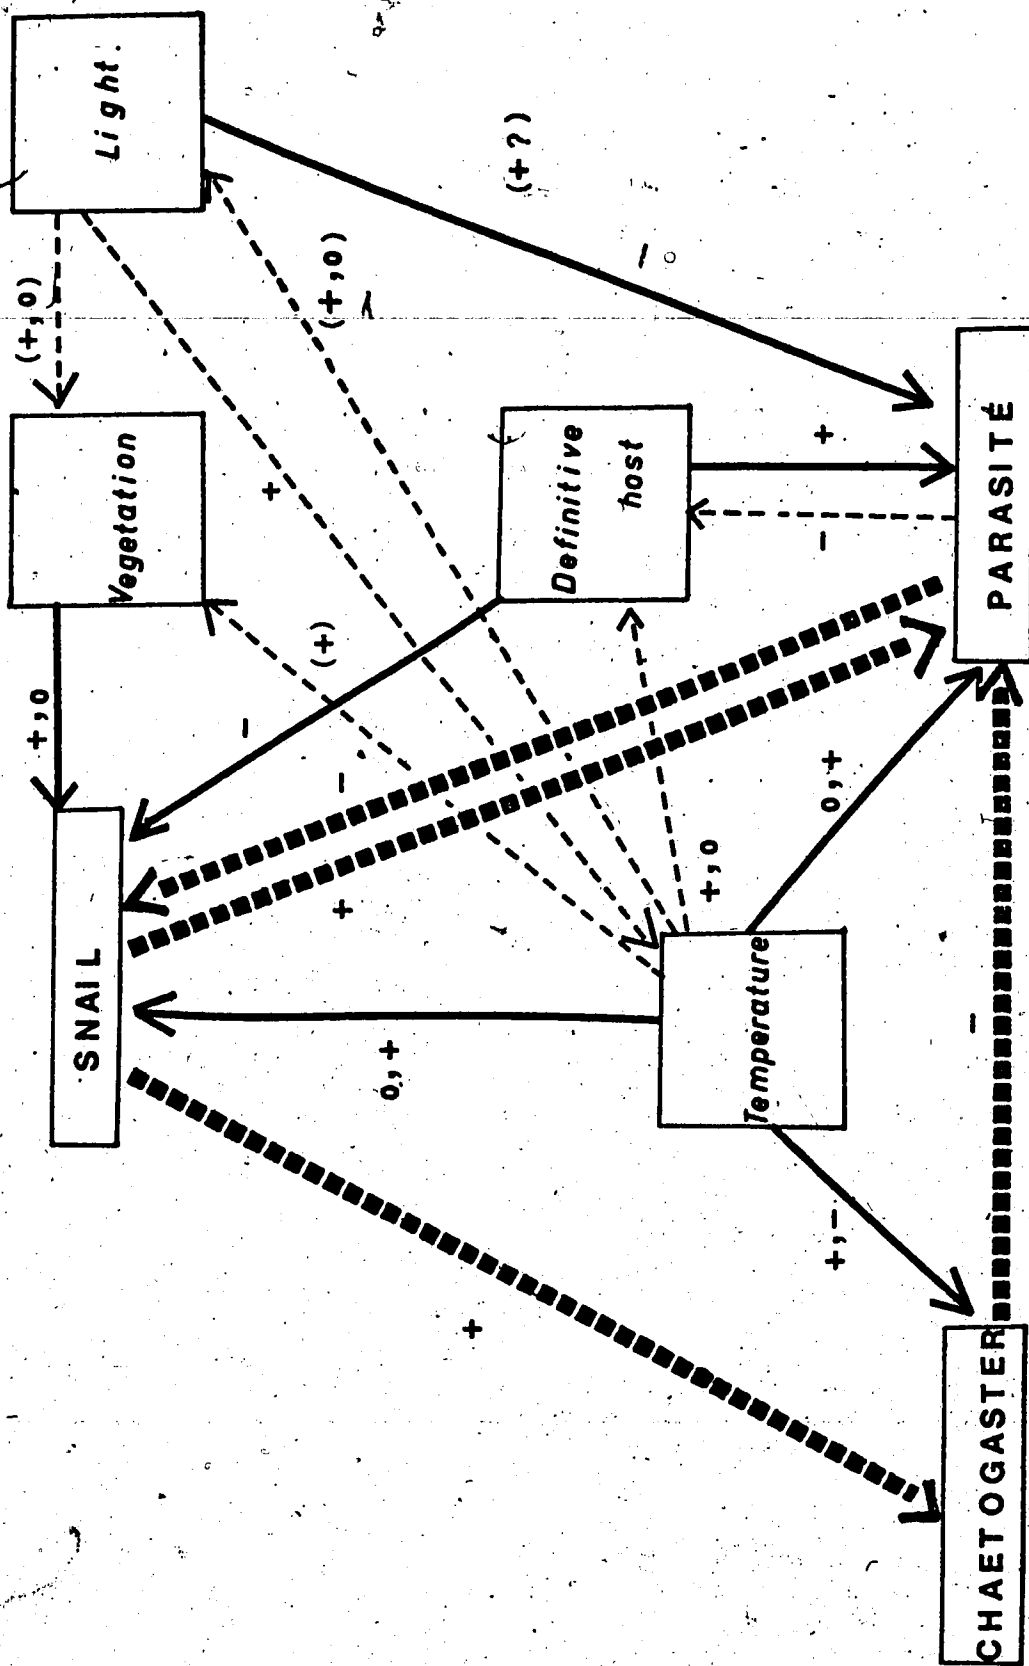 +,0
(+,0)
SNAIL
Vegetation
Light.
-
+
(+)
(+,0)
+
-
0,+
+
(+?)
Definitive
host
-
+,0
Temperature
+,-
0,+
-
+
-
CHAETOGASTER
PARASITE